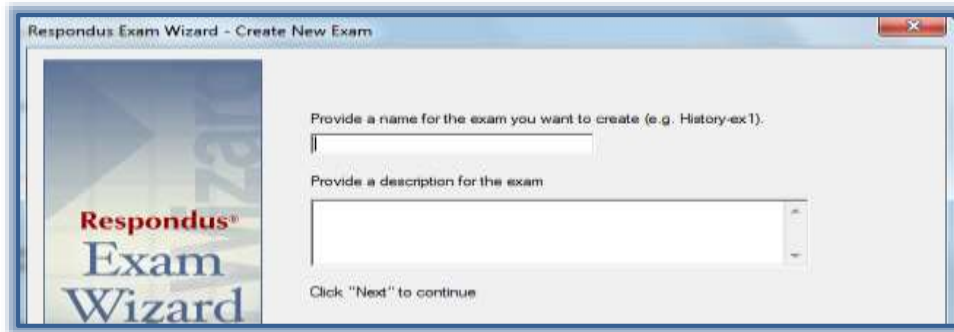 Respondus Exam Wizard - Create New Exam
Provide a name for the exam you want to create (e.g. History-ex1).
Provide a description for the exam
Click "Next" to continue
Respondus®
Exam
Wizard
Wizard